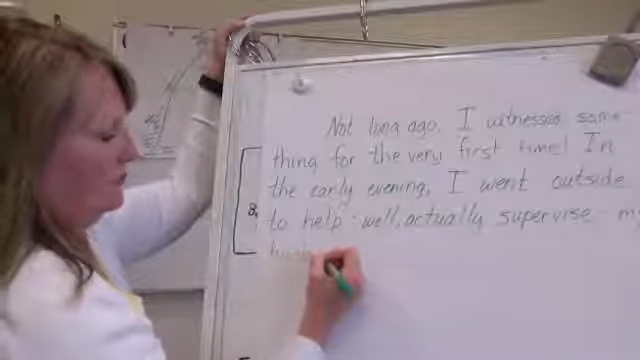 Not long ago, I witnessed some
thing for the very first time! In
the early evening, I went outside
8. to help - well, actually supervise - my